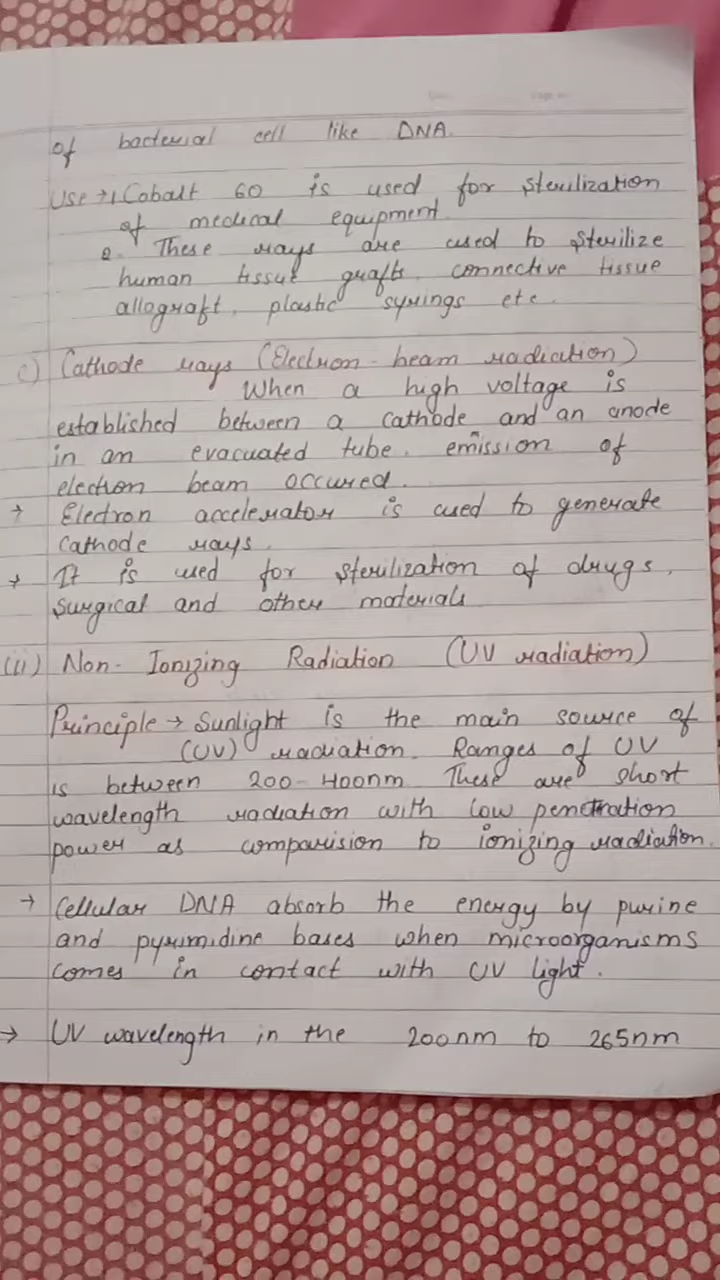 of bacterial cell like DNA.
Use → 1 Cobalt 60 is used for sterilization
of medical equipment.
2. These rays are used to sterilize
human tissue grafts, connective tissue
allograft, plastic syrings etc.
c) Cathode rays (Electron-beam radiation)
When a high voltage is
established between a cathode and an anode
in an evacuated tube, emission of
electron beam occured.
→ Electron accelerator is used to generate
Cathode rays.
→ It is used for sterilization of drugs,
surgical and other materials
(ii) Non-Ionizing Radiation (UV radiation)
Principle → Sunlight is the main source of
(UV) radiation. Ranges of UV
is between 200-400nm. These are short
wavelength radiation with low penetration
power as comparision to ionizing radiation.
→ Cellular DNA absorb the energy by purine
and pyrimidine bases when microorganisms
comes in contact with UV light.
→ UV wavelength in the 200nm to 265nm